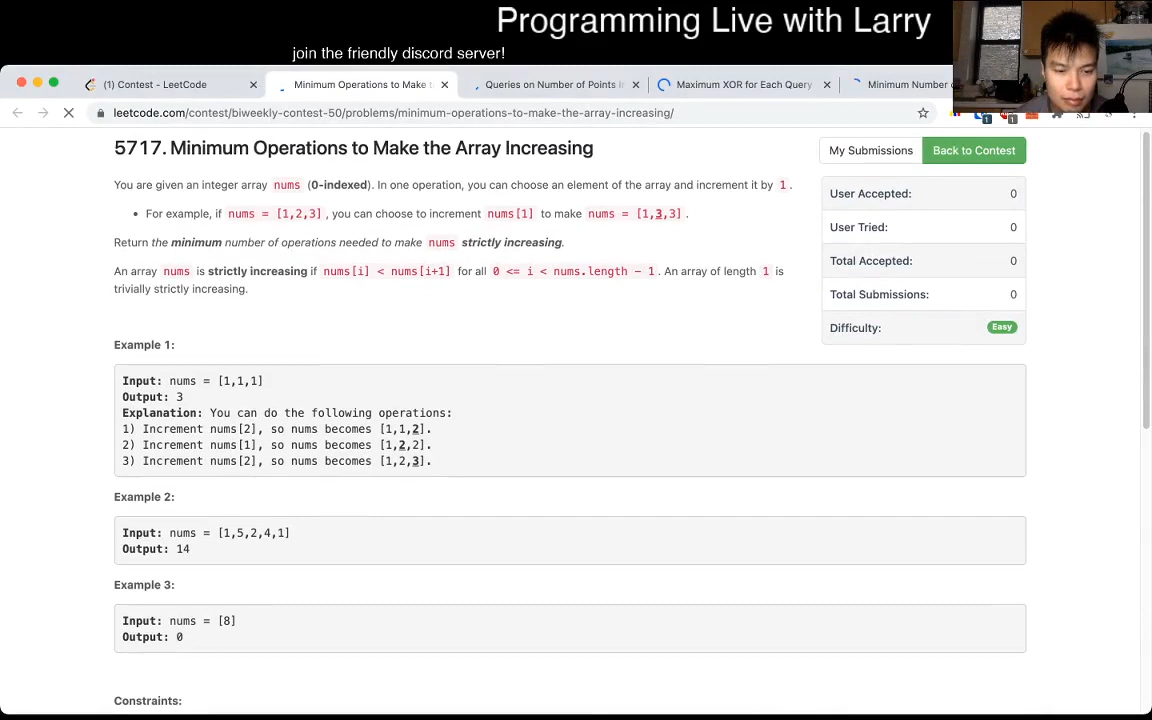 Programming Live with Larry
join the friendly discord server!
(1) Contest - LeetCode
Minimum Operations to Make t
Queries on Number of Points I
Maximum XOR for Each Query
Minimum Numbe
leetcode.com/contest/biweekly-contest-50/problems/minimum-operations-to-make-the-array-increasing/
5717. Minimum Operations to Make the Array Increasing
My Submissions
Back to Contest
You are given an integer array nums (0-indexed). In one operation, you can choose an element of the array and increment it by 1 .
• For example, if nums = [1,2,3] , you can choose to increment nums[1] to make nums = [1,3,3] .
Return the minimum number of operations needed to make nums strictly increasing.
An array nums is strictly increasing if nums[i] < nums[i+1] for all 0 <= i < nums.length - 1 . An array of length 1 is
trivially strictly increasing.
User Accepted: 0
User Tried: 0
Total Accepted: 0
Total Submissions: 0
Difficulty: Easy
Example 1:
Input: nums = [1,1,1]
Output: 3
Explanation: You can do the following operations:
1) Increment nums[2], so nums becomes [1,1,2].
2) Increment nums[1], so nums becomes [1,2,2].
3) Increment nums[2], so nums becomes [1,2,3].
Example 2:
Input: nums = [1,5,2,4,1]
Output: 14
Example 3:
Input: nums = [8]
Output: 0
Constraints: